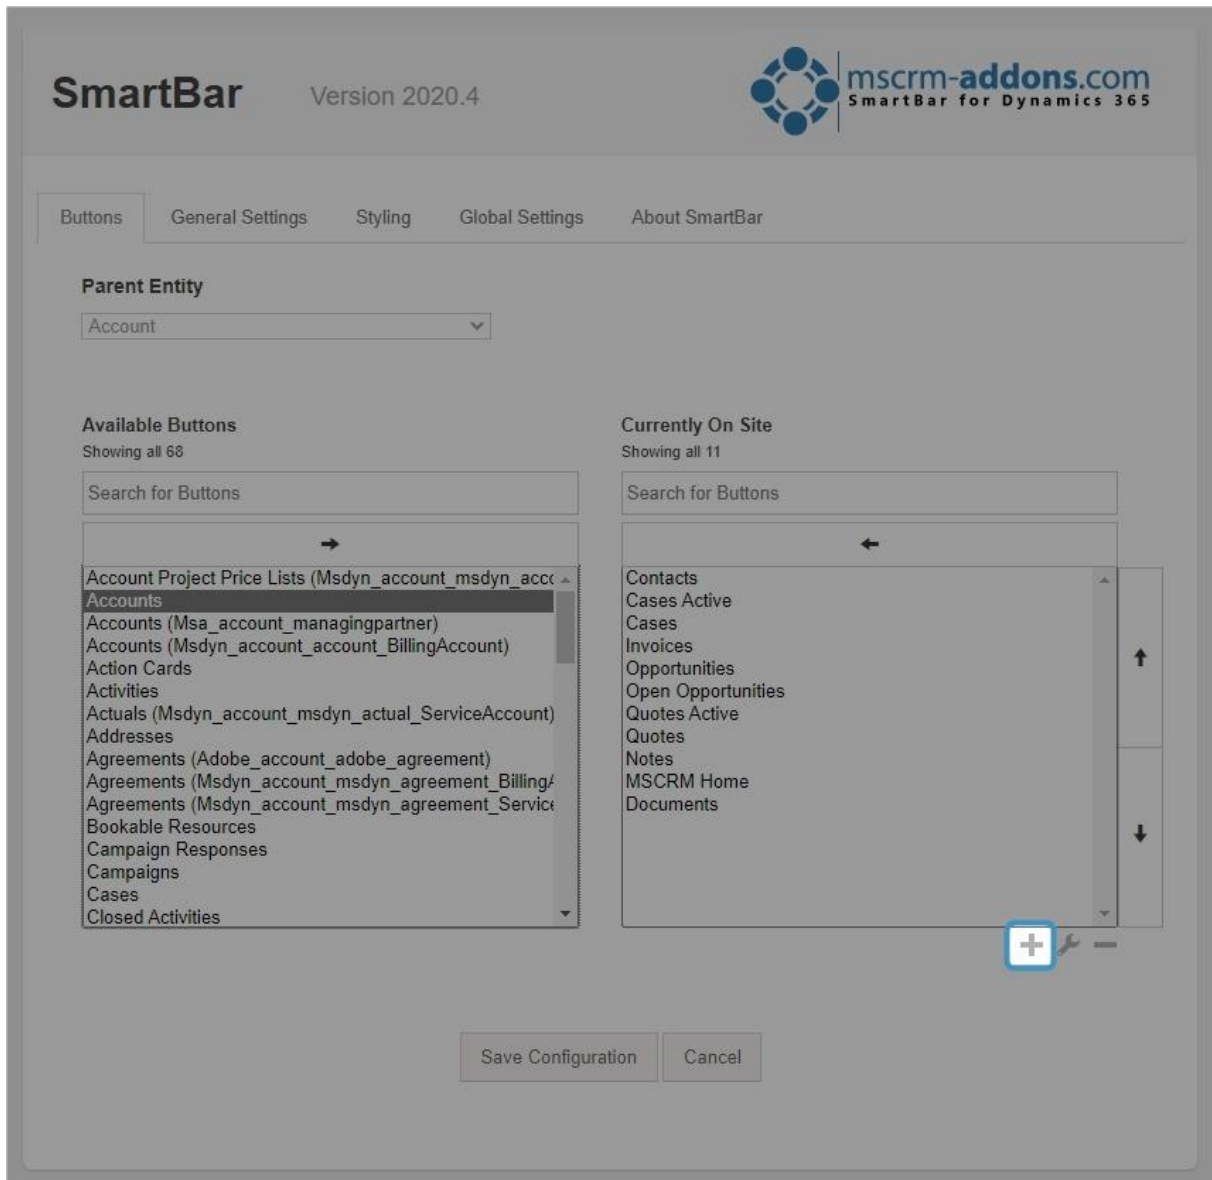 SmartBar Version 2020.4
mscrm-addons.com
SmartBar for Dynamics 365
Buttons General Settings Styling Global Settings About SmartBar
Parent Entity
Account
Available Buttons
Showing all 68
Search for Buttons
Account Project Price Lists (Msdyn_account_msdyn_acco
Accounts
Accounts (Msa_account_managingpartner)
Accounts (Msdyn_account_account_BillingAccount)
Action Cards
Activities
Actuals (Msdyn_account_msdyn_actual_ServiceAccount)
Addresses
Agreements (Adobe_account_adobe_agreement)
Agreements (Msdyn_account_msdyn_agreement_BillingA
Agreements (Msdyn_account_msdyn_agreement_Service
Bookable Resources
Campaign Responses
Campaigns
Cases
Closed Activities
Currently On Site
Showing all 11
Search for Buttons
Contacts
Cases Active
Cases
Invoices
Opportunities
Open Opportunities
Quotes Active
Quotes
Notes
MSCRM Home
Documents
Save Configuration Cancel